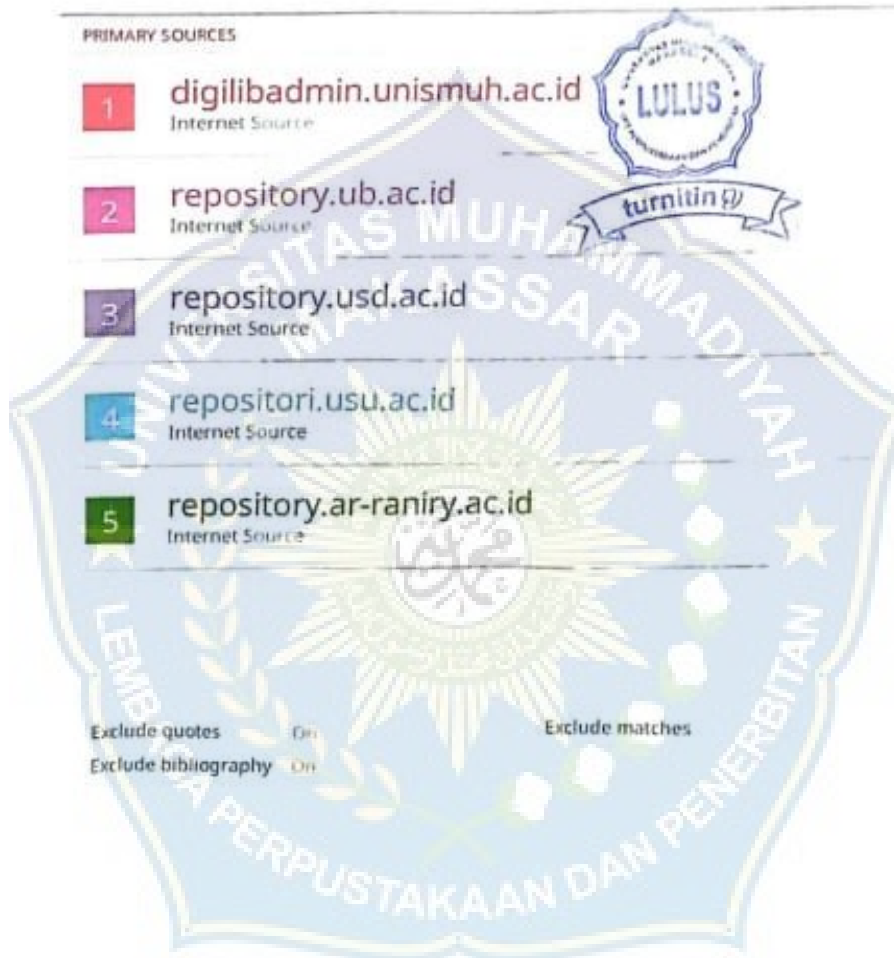 PRIMARY SOURCES
1 digilibadmin.unismuh.ac.id
Internet Source
LULUS
turnitin
2 repository.ub.ac.id
Internet Source
3 repository.usd.ac.id
Internet Source
4 repositori.usu.ac.id
Internet Source
5 repository.ar-raniry.ac.id
Internet Source
Exclude quotes On
Exclude matches
Exclude bibliography On
UNIVERSITAS MUHAMMADIYAH
MAKASSAR
LEMBAGA PERPUSTAKAAN DAN PENERBITAN